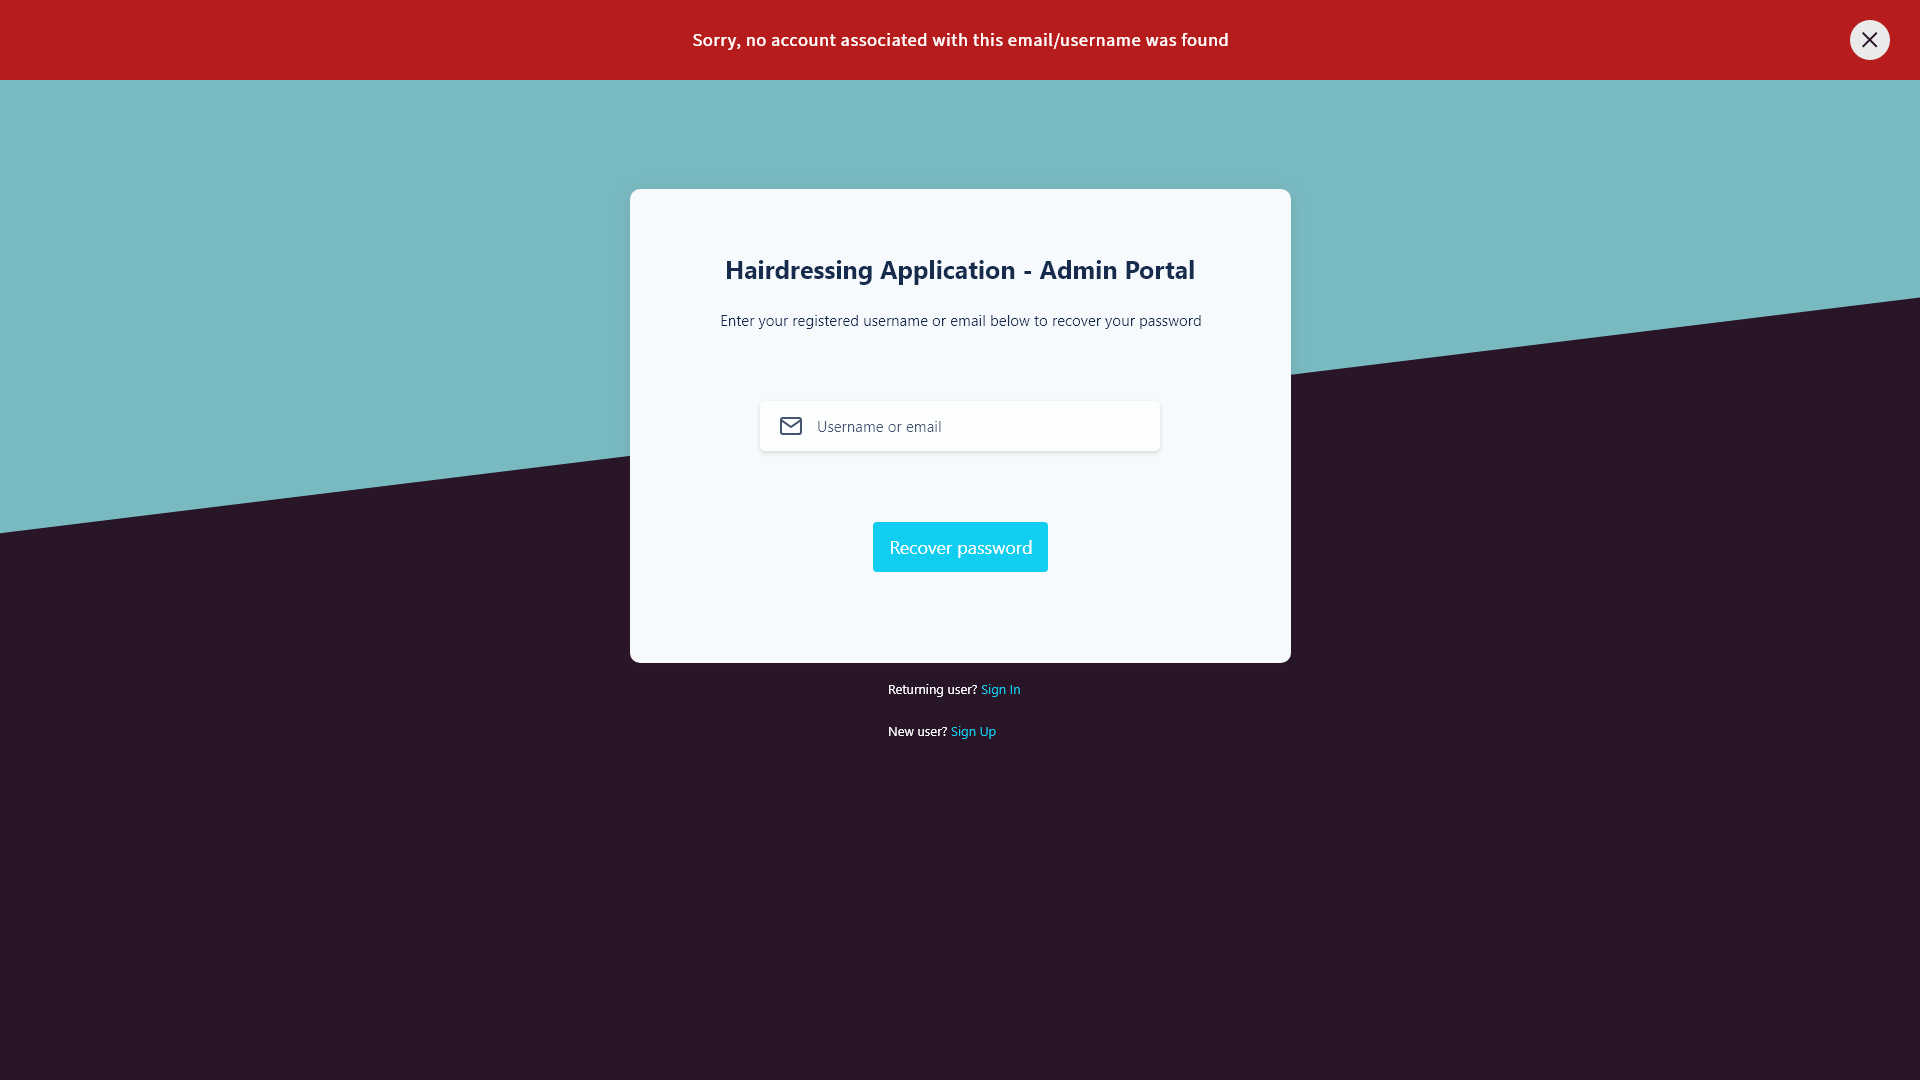 Sorry, no account associated with this email/username was found
Hairdressing Application - Admin Portal
Enter your registered username or email below to recover your password
Username or email
Recover password
Returning user? Sign In
New user? Sign Up